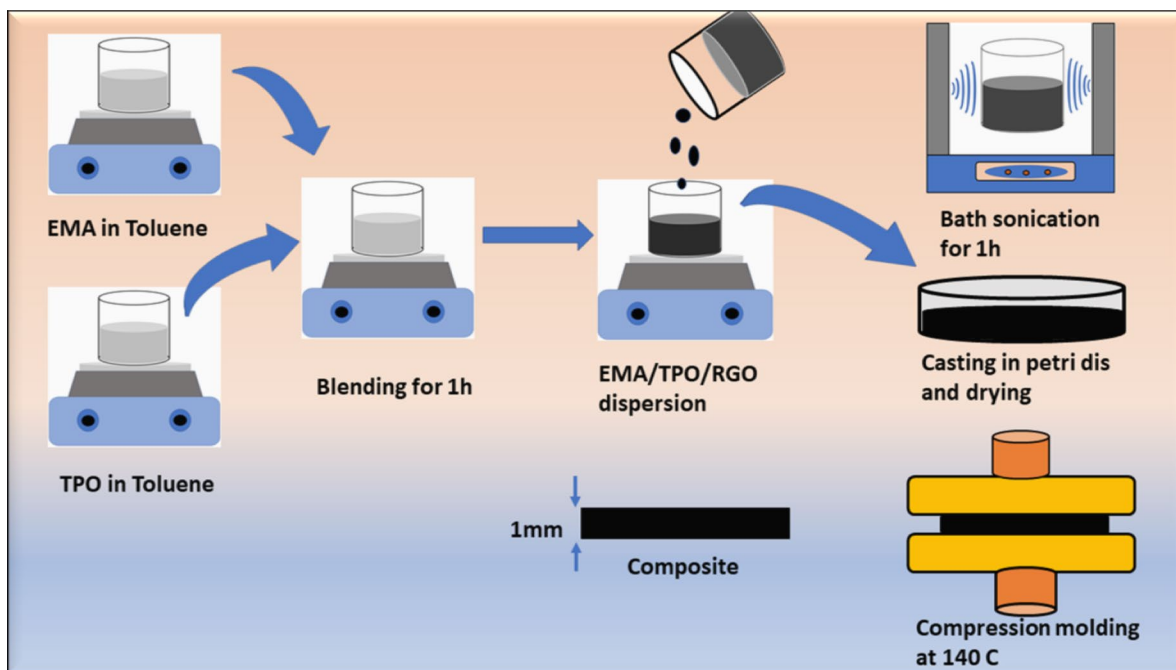 EMA in Toluene
TPO in Toluene
Blending for 1h
EMA/TPO/RGO
dispersion
Bath sonication
for 1h
Casting in petri dis
and drying
Compression molding
at 140 C
1mm
Composite